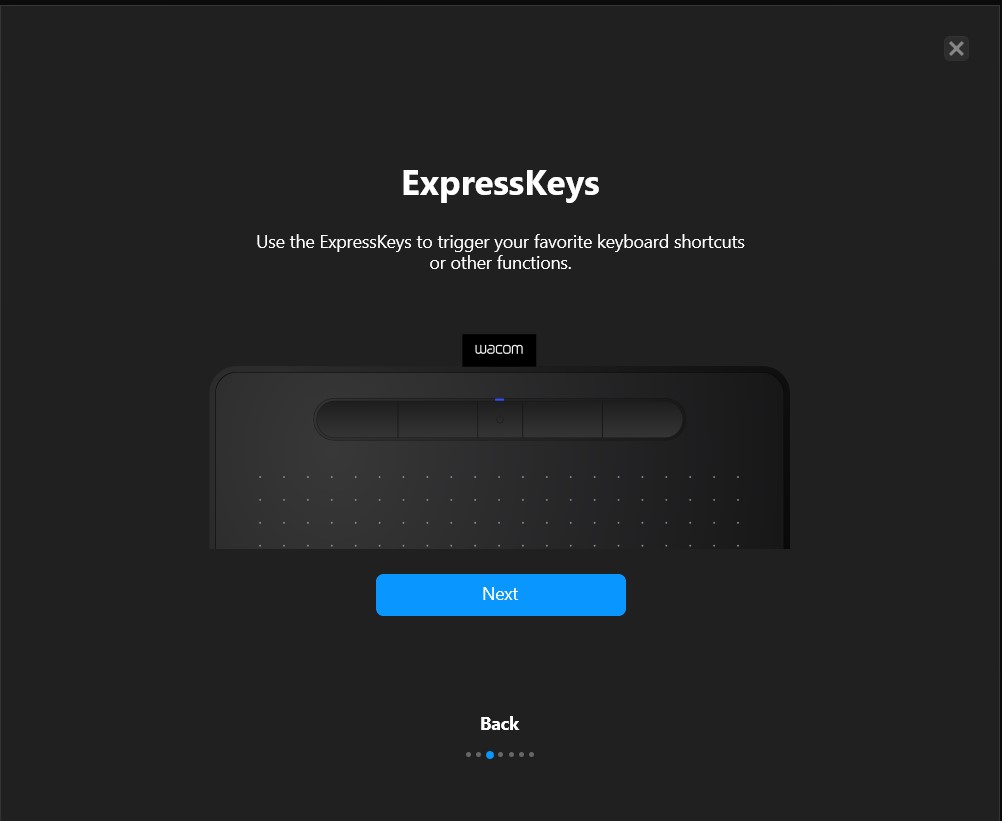 ExpressKeys
Use the ExpressKeys to trigger your favorite keyboard shortcuts
or other functions.
wacom
Next
Back